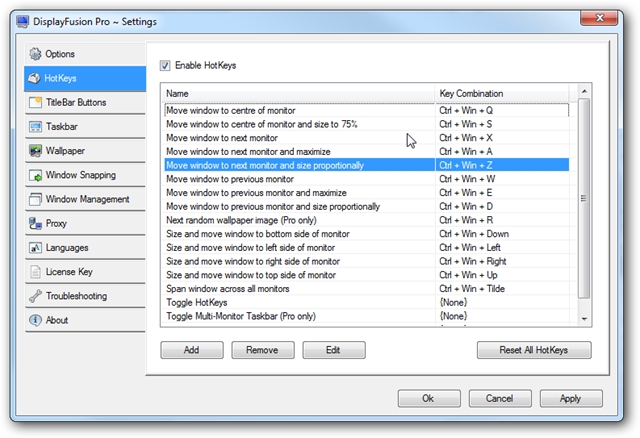 DisplayFusion Pro ~ Settings
Options
HotKeys
TitleBar Buttons
Taskbar
Wallpaper
Window Snapping
Window Management
Proxy
Languages
License Key
Troubleshooting
About
Enable HotKeys
Name Key Combination
Move window to centre of monitor Ctrl + Win + Q
Move window to centre of monitor and size to 75% Ctrl + Win + S
Move window to next monitor Ctrl + Win + X
Move window to next monitor and maximize Ctrl + Win + A
Move window to next monitor and size proportionally Ctrl + Win + Z
Move window to previous monitor Ctrl + Win + W
Move window to previous monitor and maximize Ctrl + Win + E
Move window to previous monitor and size proportionally Ctrl + Win + D
Next random wallpaper image (Pro only) Ctrl + Win + R
Size and move window to bottom side of monitor Ctrl + Win + Down
Size and move window to left side of monitor Ctrl + Win + Left
Size and move window to right side of monitor Ctrl + Win + Right
Size and move window to top side of monitor Ctrl + Win + Up
Span window across all monitors Ctrl + Win + Tilde
Toggle HotKeys {None}
Toggle Multi-Monitor Taskbar (Pro only) {None}
Add Remove Edit Reset All HotKeys
Ok Cancel Apply